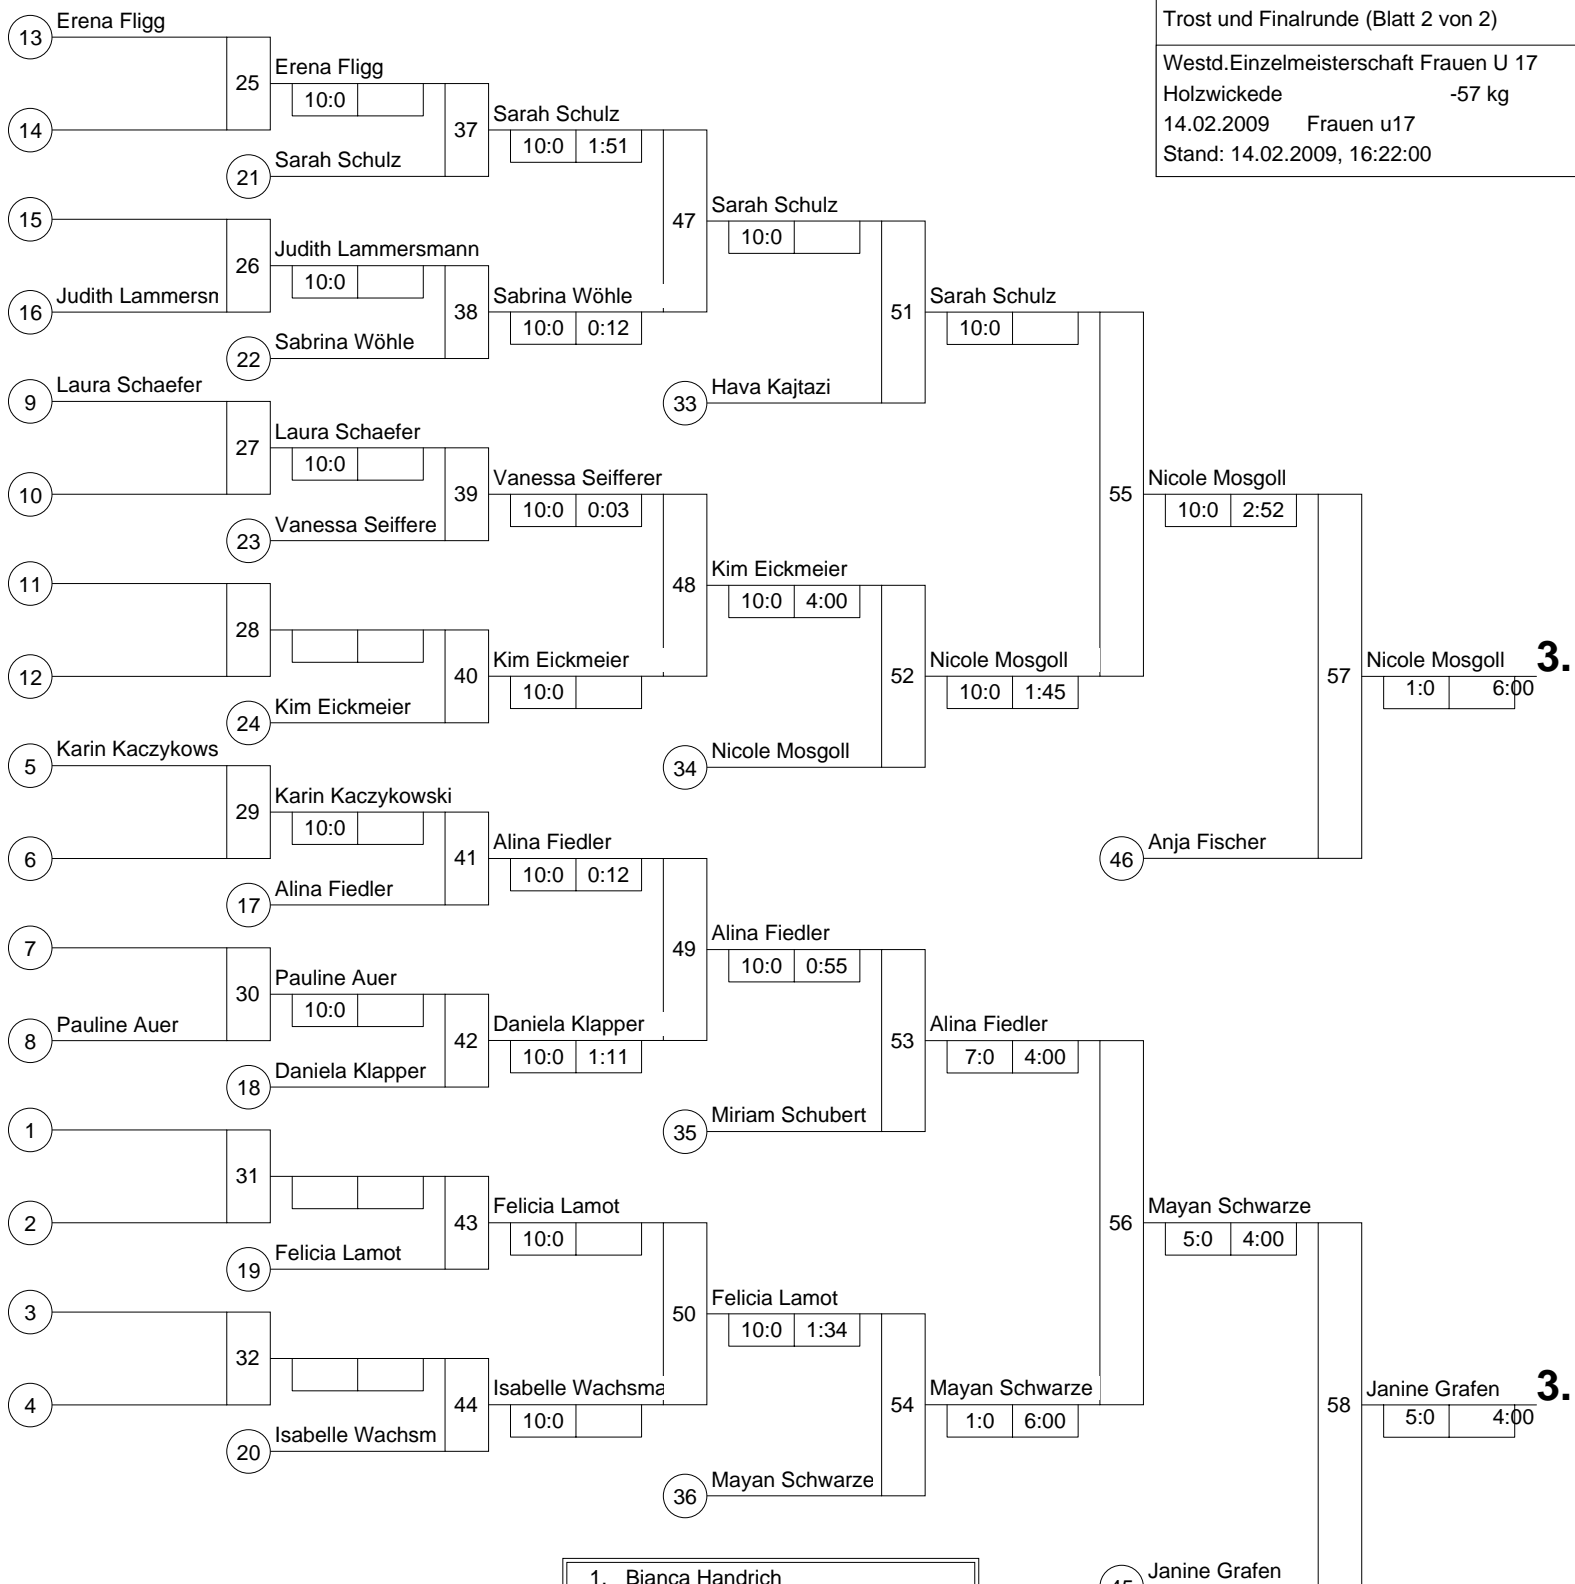 Trost und Finalrunde (Blatt 2 von 2)
Westd.Einzelmeisterschaft Frauen U 17
Holzwickede -57 kg
14.02.2009 Frauen u17
Stand: 14.02.2009, 16:22:00
13 Erena Fligg
25
14
Erena Fligg
10:0
37
21 Sarah Schulz
Sarah Schulz
10:0 1:51
15
26
16 Judith Lammersn
Judith Lammersmann
10:0
38
22 Sabrina Wöhle
Sabrina Wöhle
10:0 0:12
47
Sarah Schulz
10:0
51
33 Hava Kajtazi
Sarah Schulz
10:0
9 Laura Schaefer
27
10
Laura Schaefer
10:0
39
23 Vanessa Seiffere
Vanessa Seifferer
10:0 0:03
11
28
12
40
24 Kim Eickmeier
Kim Eickmeier
10:0
48
Kim Eickmeier
10:0 4:00
52
34 Nicole Mosgoll
Nicole Mosgoll
10:0 1:45
55
Nicole Mosgoll
10:0 2:52
57
46 Anja Fischer
Nicole Mosgoll 3.
1:0 6:00
5 Karin Kaczykows
29
6
Karin Kaczykowski
10:0
41
17 Alina Fiedler
Alina Fiedler
10:0 0:12
7
30
8 Pauline Auer
Pauline Auer
10:0
42
18 Daniela Klapper
Daniela Klapper
10:0 1:11
49
Alina Fiedler
10:0 0:55
53
35 Miriam Schubert
Alina Fiedler
7:0 4:00
1
31
2
43
19 Felicia Lamot
Felicia Lamot
10:0
3
32
4
44
20 Isabelle Wachsm
Isabelle Wachsma
10:0
50
Felicia Lamot
10:0 1:34
54
36 Mayan Schwarze
Mayan Schwarze
1:0 6:00
56
Mayan Schwarze
5:0 4:00
58
45 Janine Grafen
Janine Grafen 3.
5:0 4:00
1. Bianca Handrich